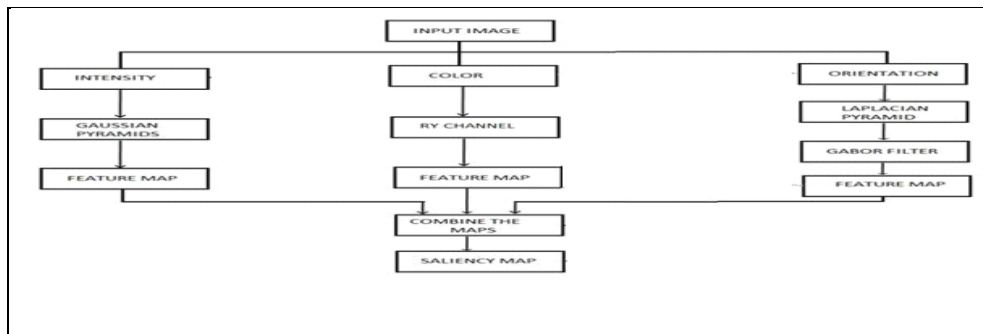 INPUT IMAGE
INTENSITY
COLOR
ORIENTATION
GAUSSIAN
PYRAMIDS
RY CHANNEL
LAPLACIAN
PYRAMID
GABOR FILTER
FEATURE MAP
FEATURE MAP
FEATURE MAP
COMBINE THE
MAPS
SALIENCY MAP